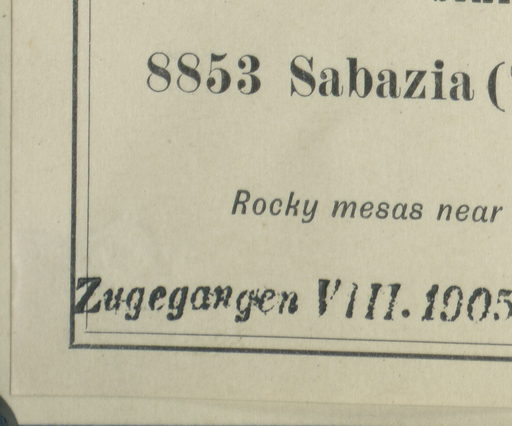 8853 Sabazia (
Rocky mesas near
Zugegangen VIII. 1905